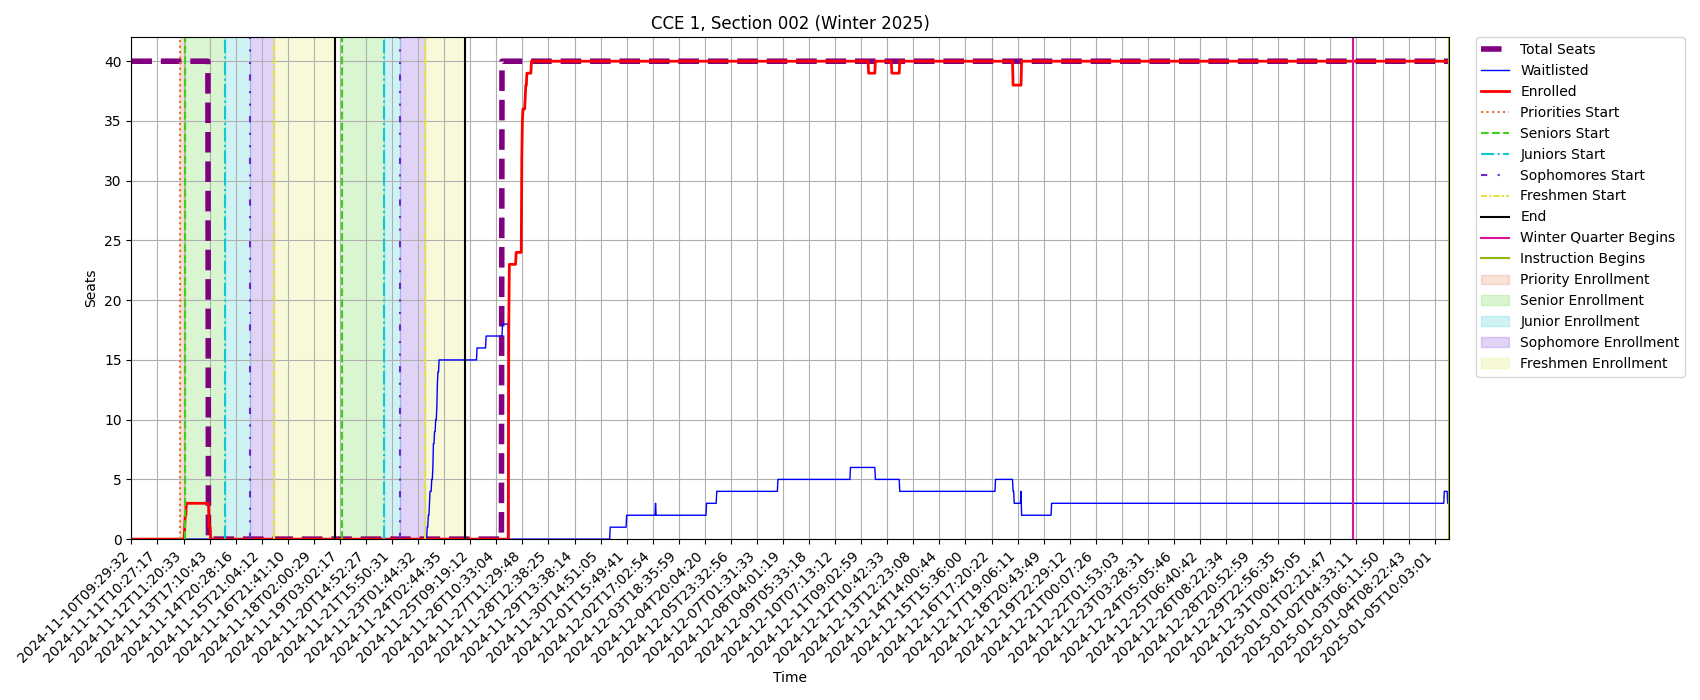 CCE 1, Section 002 (Winter 2025)
Seats
40
35
30
25
20
15
10
5
0
2024-11-10T09:29:32
2024-11-11T10:27:17
2024-11-12T11:20:33
2024-11-13T17:10:43
2024-11-14T20:28:16
2024-11-15T21:04:12
2024-11-16T21:41:10
2024-11-18T02:00:29
2024-11-19T03:02:17
2024-11-20T14:52:27
2024-11-21T15:50:31
2024-11-24T02:44:32
2024-11-25T09:19:12
2024-11-26T10:33:04
2024-11-27T11:29:48
2024-11-28T12:38:25
2024-11-29T13:38:14
2024-11-30T14:51:05
2024-12-01T15:49:41
2024-12-02T17:02:54
2024-12-03T18:35:59
2024-12-04T20:04:20
2024-12-05T23:32:56
2024-12-07T01:31:33
2024-12-08T04:01:19
2024-12-09T05:33:18
2024-12-10T07:13:12
2024-12-11T09:02:59
2024-12-12T10:42:33
2024-12-13T12:23:08
2024-12-14T14:00:44
2024-12-15T15:36:00
2024-12-16T17:20:22
2024-12-17T19:06:11
2024-12-18T20:43:49
2024-12-19T22:29:12
2024-12-21T00:07:26
2024-12-22T01:53:03
2024-12-23T03:28:31
2024-12-24T05:05:46
2024-12-25T06:40:42
2024-12-26T08:22:34
2024-12-28T20:52:59
2024-12-29T22:56:35
2024-12-31T00:45:05
2025-01-01T02:21:47
2025-01-02T04:33:11
2025-01-03T06:11:50
2025-01-04T08:22:43
2025-01-05T10:03:01
Time
Total Seats
Waitlisted
Enrolled
Priorities Start
Seniors Start
Juniors Start
Sophomores Start
Freshmen Start
End
Winter Quarter Begins
Instruction Begins
Priority Enrollment
Senior Enrollment
Junior Enrollment
Sophomore Enrollment
Freshmen Enrollment